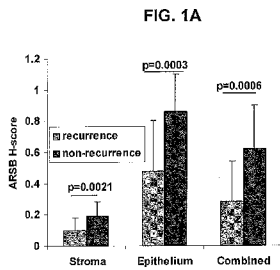 FIG. 1A
ARSB H-score
1.2
1
0.8
0.6
0.4
0.2
0
p=0.0003
p=0.0006
recurrence
non-recurrence
p=0.0021
Stroma
Epithelium
Combined